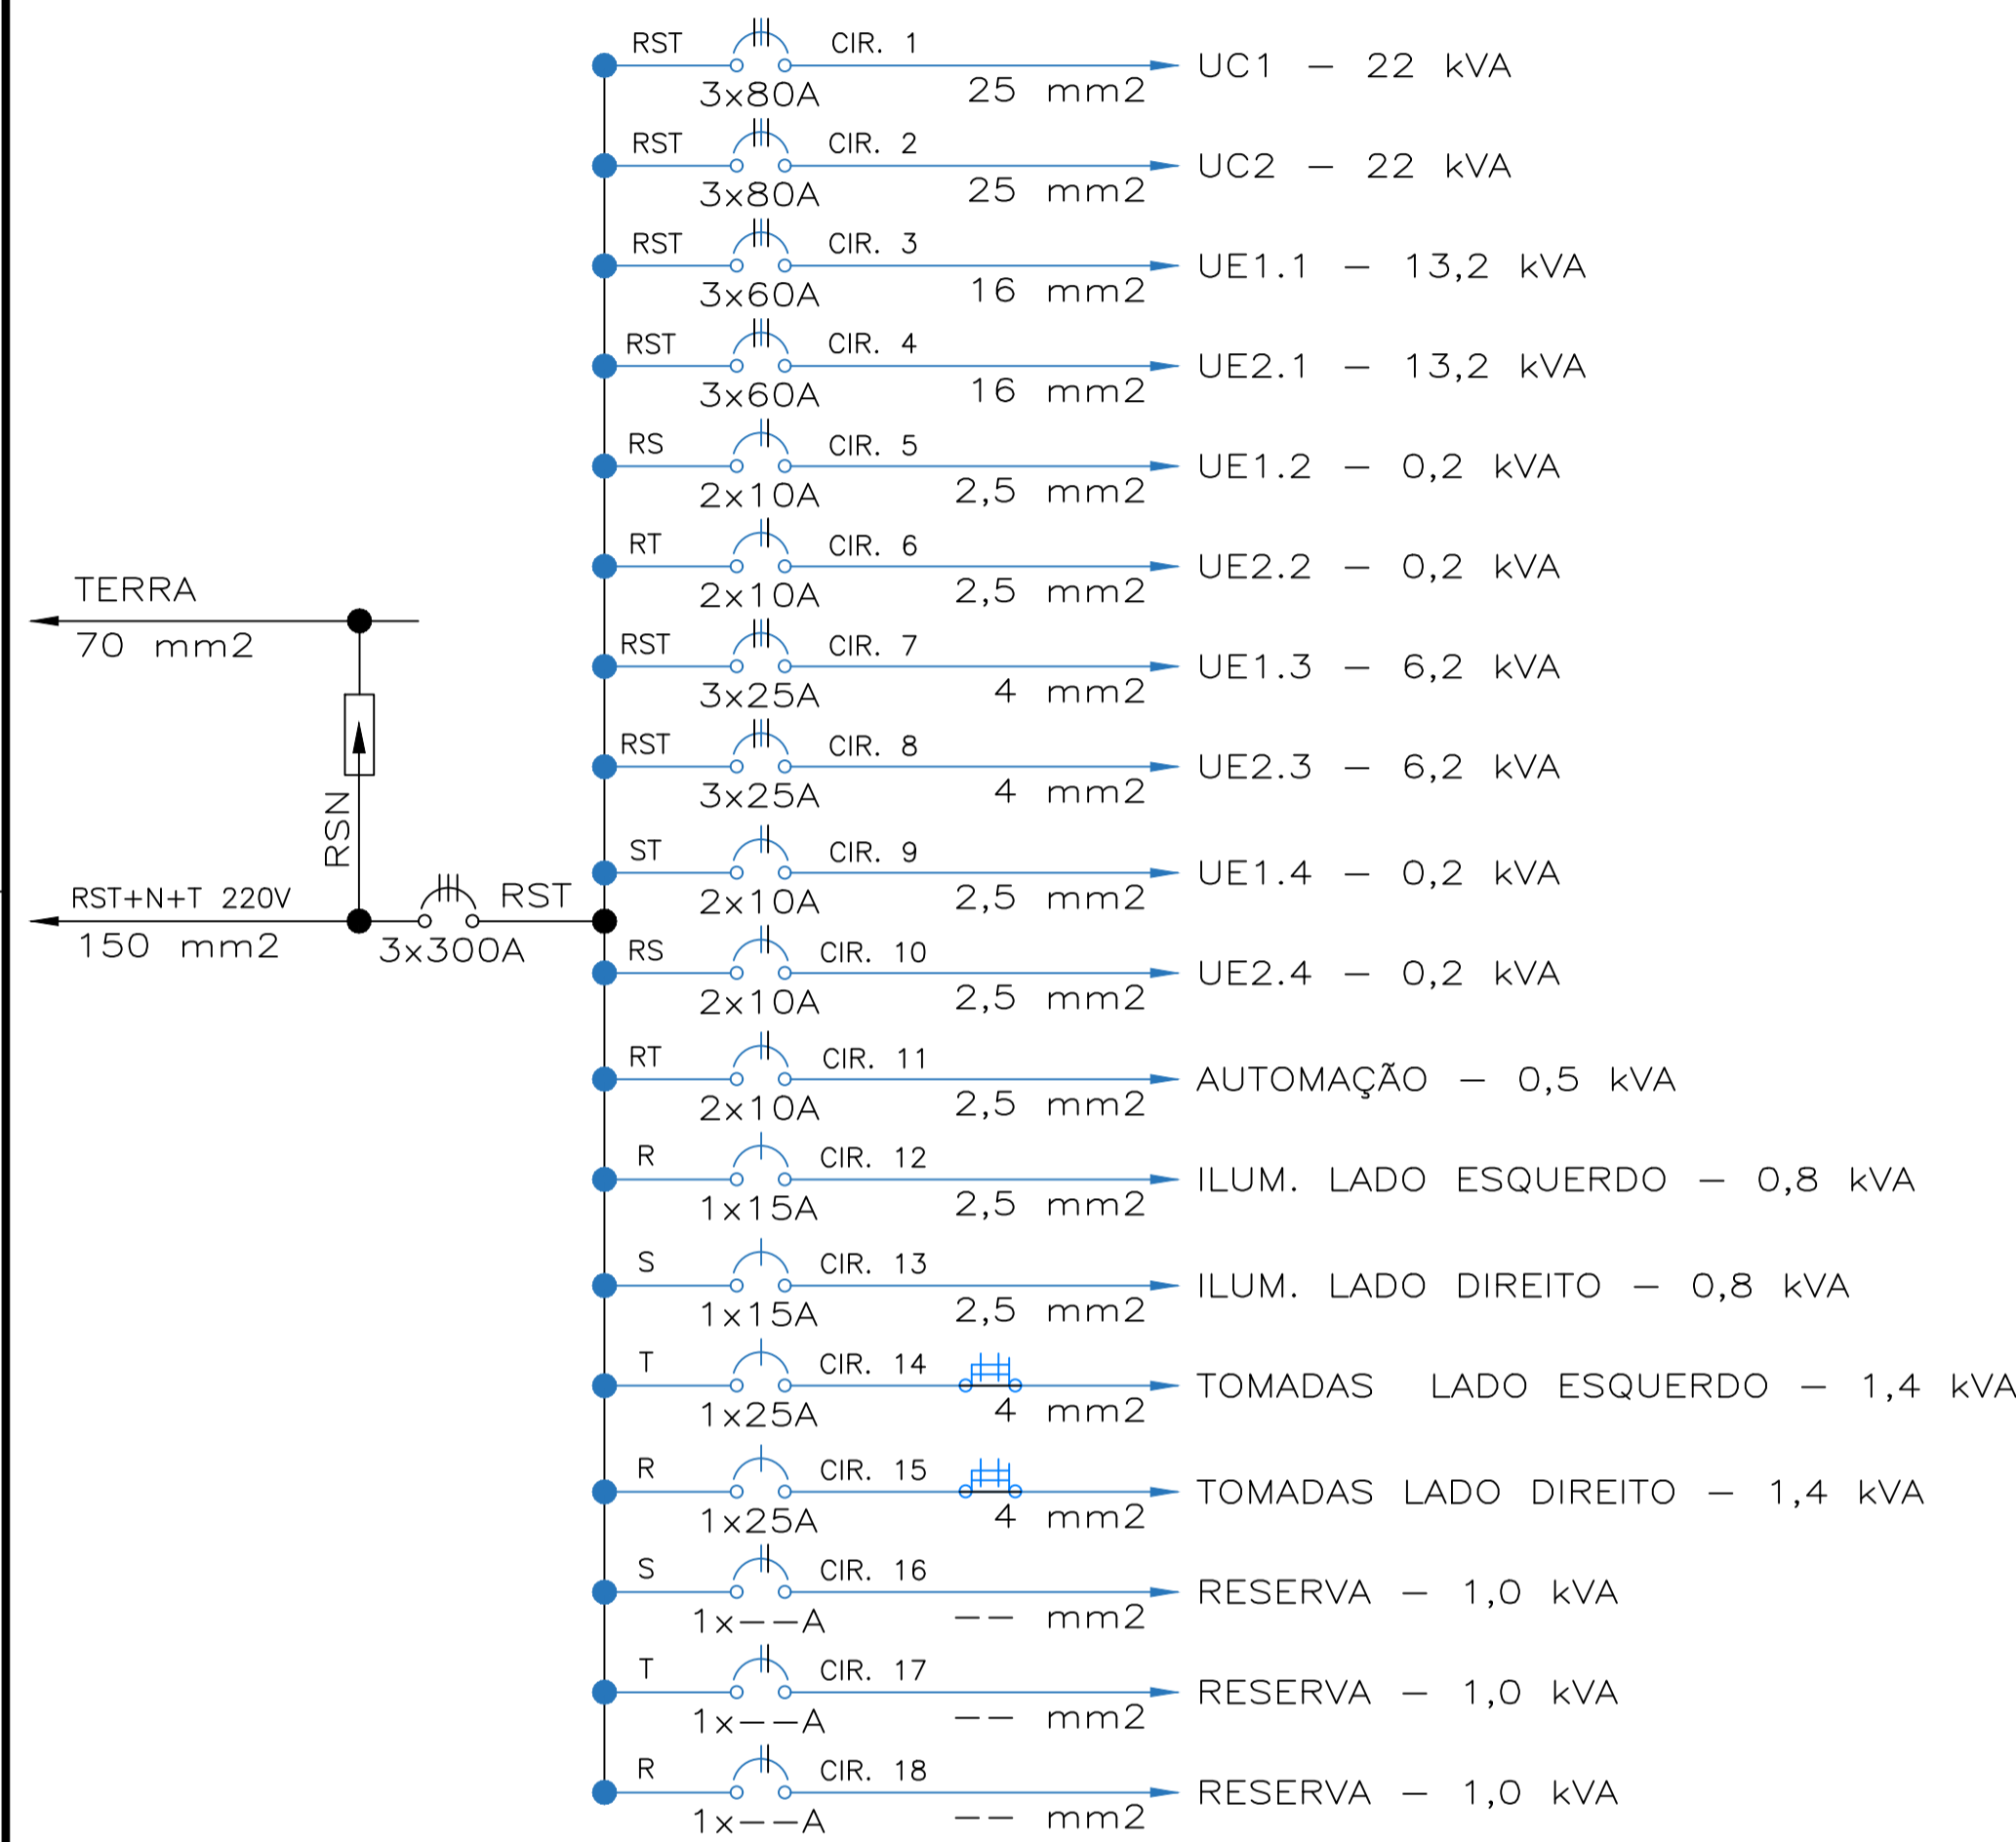 RST CIR. 1
3x80A 25 mm2
UC1 – 22 kVA
RST CIR. 2
3x80A 25 mm2
UC2 – 22 kVA
RST CIR. 3
3x60A 16 mm2
UE1.1 – 13,2 kVA
RST CIR. 4
3x60A 16 mm2
UE2.1 – 13,2 kVA
RS CIR. 5
2x10A 2,5 mm2
UE1.2 – 0,2 kVA
RT CIR. 6
2x10A 2,5 mm2
UE2.2 – 0,2 kVA
TERRA
70 mm2
RST CIR. 7
3x25A 4 mm2
UE1.3 – 6,2 kVA
RST CIR. 8
3x25A 4 mm2
UE2.3 – 6,2 kVA
RSN
ST CIR. 9
2x10A 2,5 mm2
UE1.4 – 0,2 kVA
RST+N+T 220V
150 mm2
RST
3x300A
RS CIR. 10
2x10A 2,5 mm2
UE2.4 – 0,2 kVA
RT CIR. 11
2x10A 2,5 mm2
AUTOMAÇÃO – 0,5 kVA
R CIR. 12
1x15A 2,5 mm2
ILUM. LADO ESQUERDO – 0,8 kVA
S CIR. 13
1x15A 2,5 mm2
ILUM. LADO DIREITO – 0,8 kVA
T CIR. 14
1x25A 4 mm2
TOMADAS LADO ESQUERDO – 1,4 kVA
R CIR. 15
1x25A 4 mm2
TOMADAS LADO DIREITO – 1,4 kVA
S CIR. 16
1x––A –– mm2
RESERVA – 1,0 kVA
T CIR. 17
1x––A –– mm2
RESERVA – 1,0 kVA
R CIR. 18
1x––A –– mm2
RESERVA – 1,0 kVA